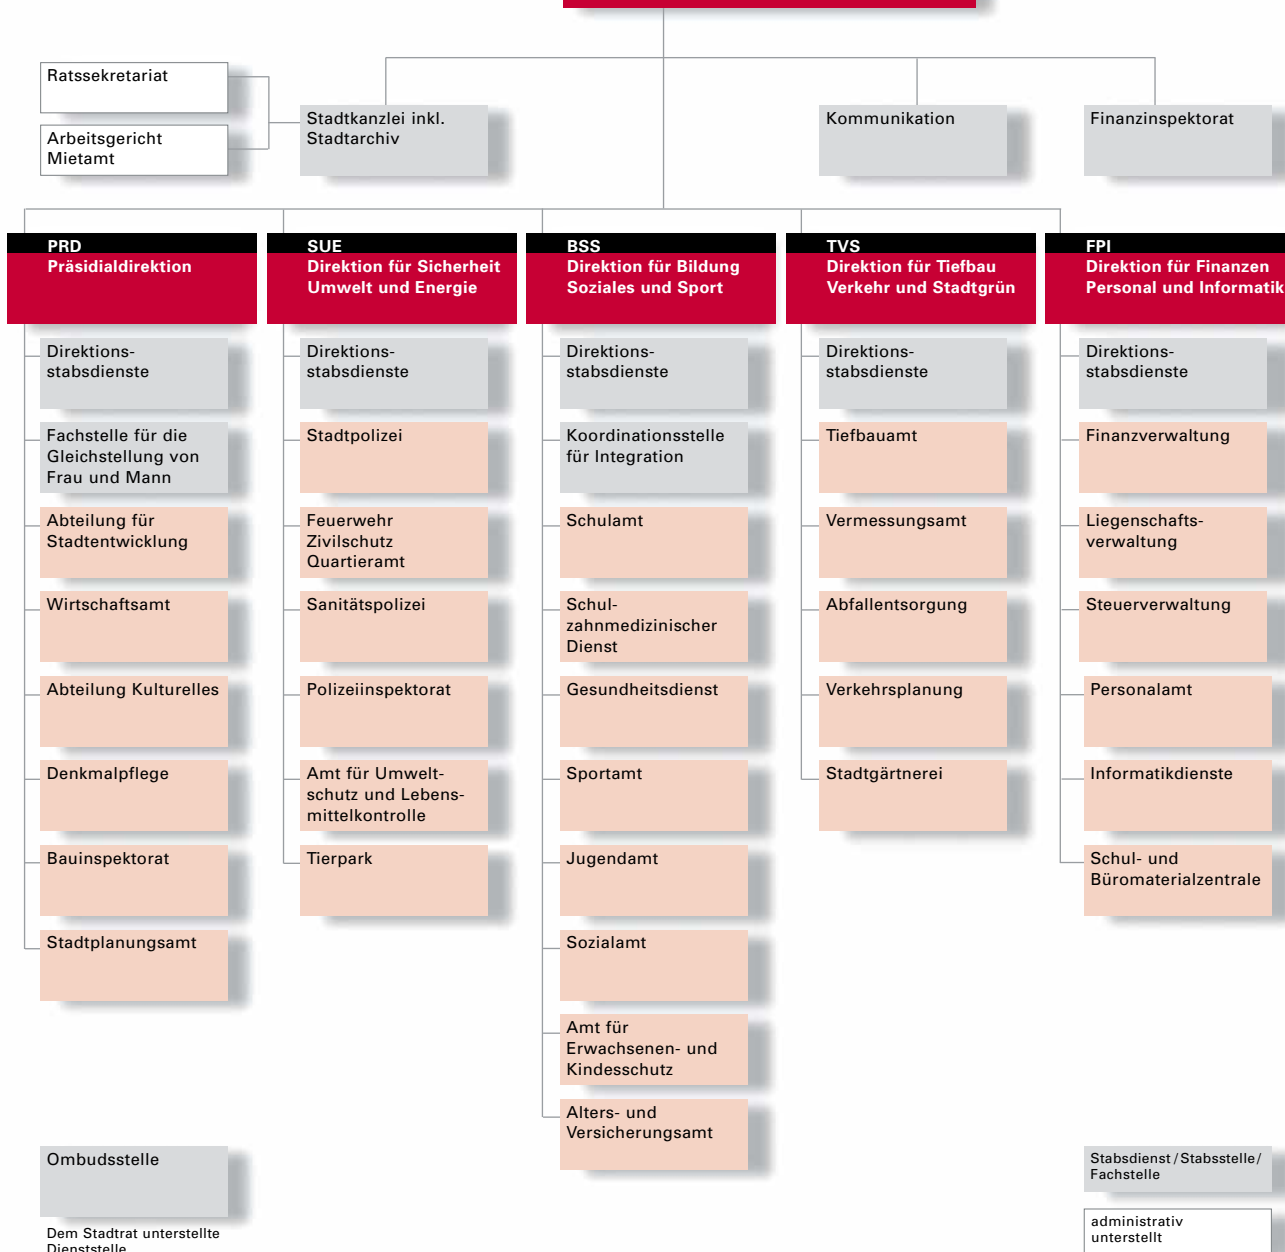 Ratssekretariat
Arbeitsgericht
Mietamt
Stadtkanzlei inkl.
Stadtarchiv
Kommunikation
Finanzinspektorat
PRD
Präsidialdirektion
SUE
Direktion für Sicherheit
Umwelt und Energie
BSS
Direktion für Bildung
Soziales und Sport
TVS
Direktion für Tiefbau
Verkehr und Stadtgrün
FPI
Direktion für Finanzen
Personal und Informatik
Direktions-
stabsdienste
Fachstelle für die
Gleichstellung von
Frau und Mann
Abteilung für
Stadtentwicklung
Wirtschaftsamt
Abteilung Kulturelles
Denkmalpflege
Bauinspektorat
Stadtplanungsamt
Direktions-
stabsdienste
Stadtpolizei
Feuerwehr
Zivilschutz
Quartieramt
Sanitätspolizei
Polizeiinspektorat
Amt für Umwelt-
schutz und Lebens-
mittelkontrolle
Tierpark
Direktions-
stabsdienste
Koordinationsstelle
für Integration
Schulamt
Schul-
zahnmedizinischer
Dienst
Gesundheitsdienst
Sportamt
Jugendamt
Sozialamt
Amt für
Erwachsenen- und
Kindesschutz
Alters- und
Versicherungsamt
Direktions-
stabsdienste
Tiefbauamt
Vermessungsamt
Abfallentsorgung
Verkehrsplanung
Stadtgärtnerei
Direktions-
stabsdienste
Finanzverwaltung
Liegenschafts-
verwaltung
Steuerverwaltung
Personalamt
Informatikdienste
Schul- und
Büromaterialzentrale
Ombudsstelle
Dem Stadtrat unterstellte
Dienststelle
Stabsdienst/Stabsstelle/
Fachstelle
administrativ
unterstellt